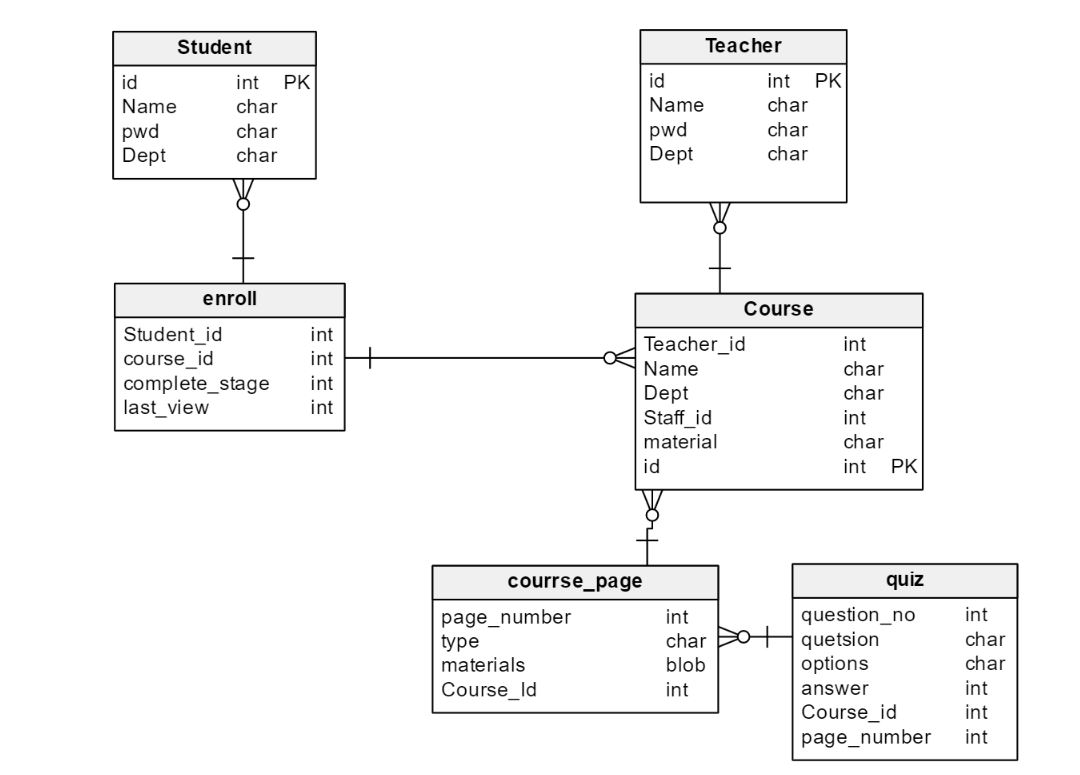 Student
id int PK
Name char
pwd char
Dept char
Teacher
id int PK
Name char
pwd char
Dept char
enroll
Student_id int
course_id int
complete_stage int
last_view int
Course
Teacher_id int
Name char
Dept char
Staff_id int
material char
id int PK
courrse_page
page_number int
type char
materials blob
Course_Id int
quiz
question_no int
quetsion char
options char
answer int
Course_id int
page_number int